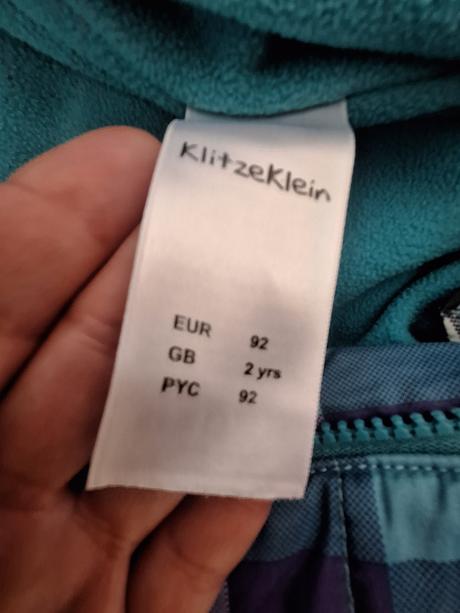 KlitzeKlein
EUR 92
GB 2 yrs
PYC 92